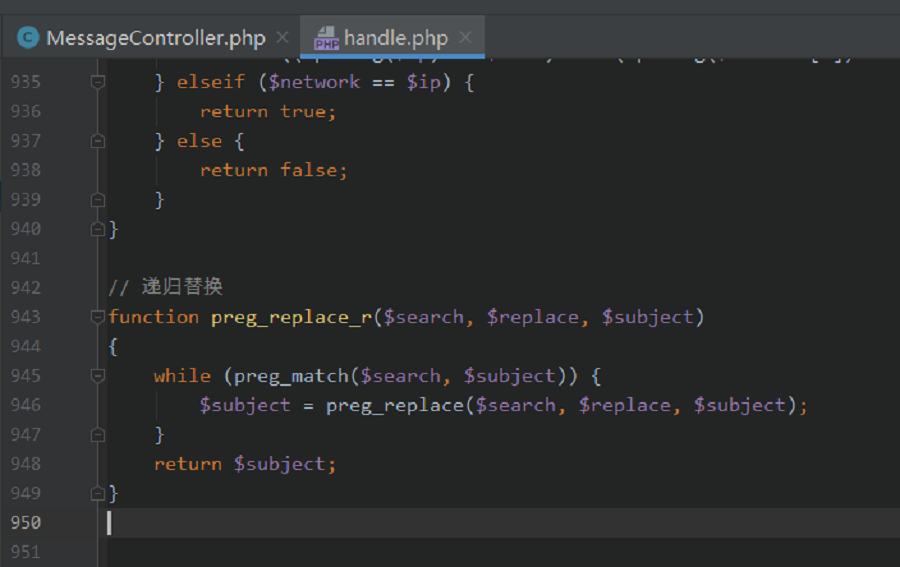 MessageController.php
handle.php
935 } elseif ($network == $ip) {
936 return true;
937 } else {
938 return false;
939 }
940 }
941
942 // 递归替换
943 function preg_replace_r($search, $replace, $subject)
944 {
945 while (preg_match($search, $subject)) {
946 $subject = preg_replace($search, $replace, $subject);
947 }
948 return $subject;
949 }
950
951